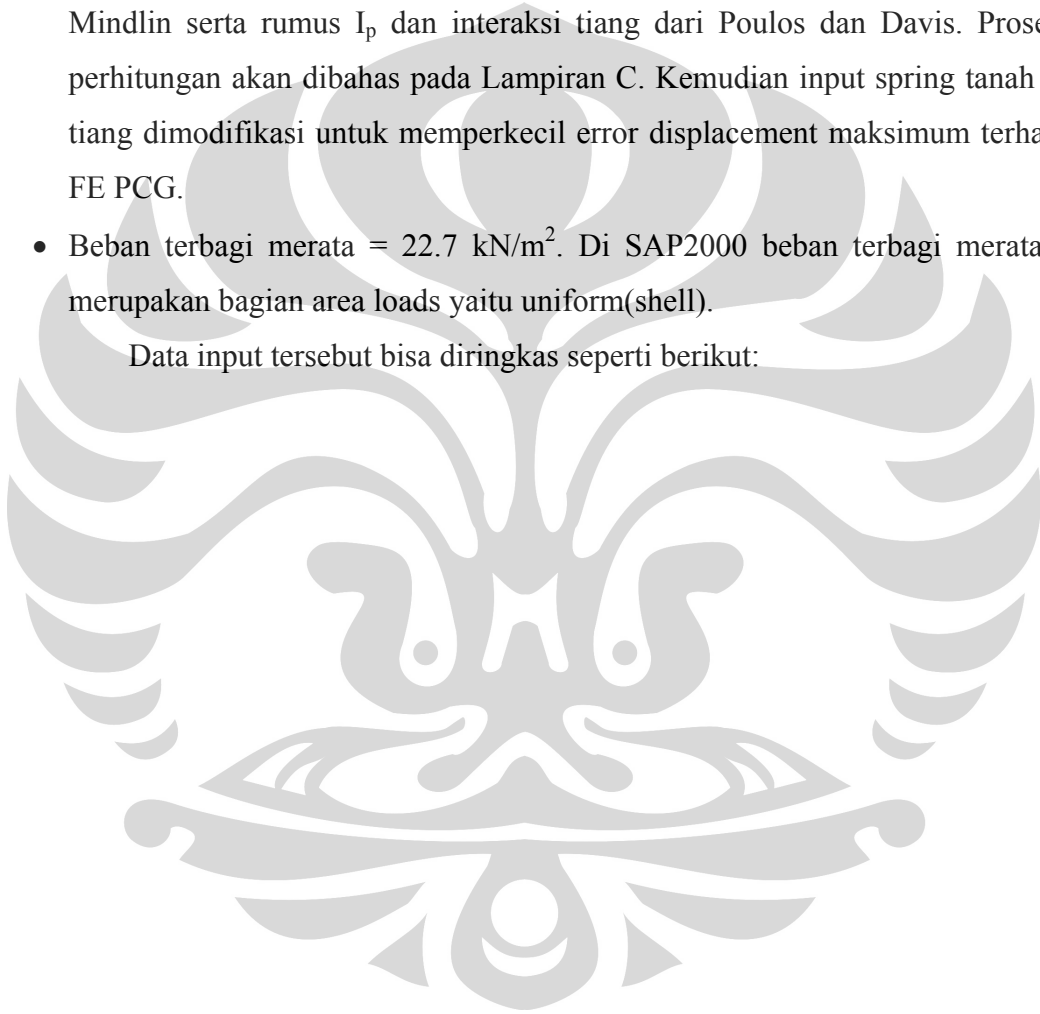 Mindlin serta rumus Ip dan interaksi tiang dari Poulos dan Davis.
perhitungan akan dibahas pada Lampiran C. Kemudian input spring tanah
tiang dimodifikasi untuk memperkecil error displacement maksimum
FE PCG.
• Beban terbagi merata = 22.7 kN/m². Di SAP2000 beban terbagi merata
merupakan bagian area loads yaitu uniform(shell).
Data input tersebut bisa diringkas seperti berikut: